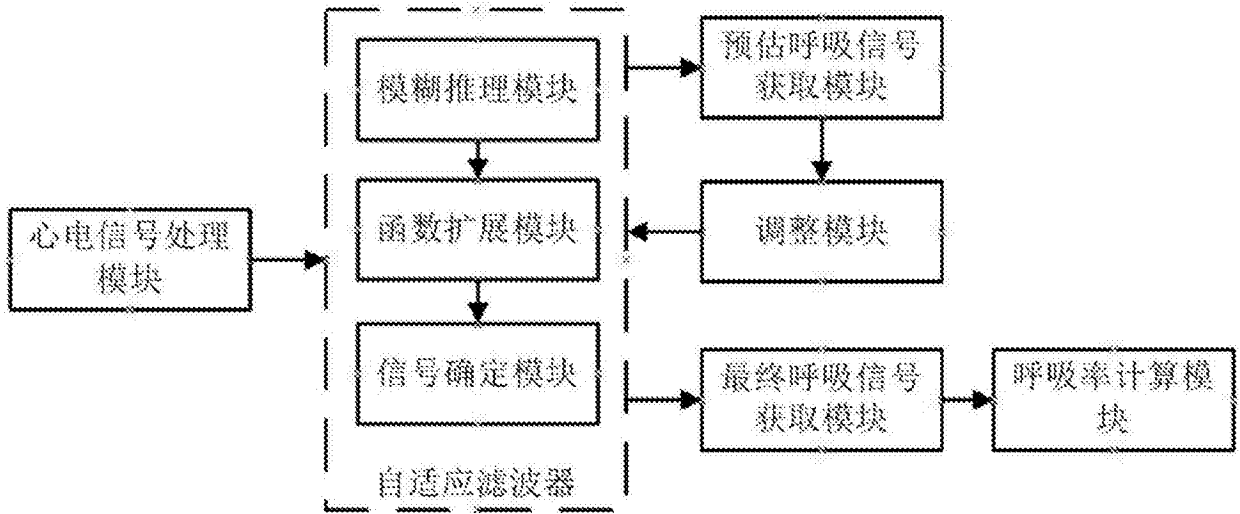 心电信号处理
模块
模糊推理模块
函数扩展模块
信号确定模块
自适应滤波器
预估呼吸信号
获取模块
调整模块
最终呼吸信号
获取模块
呼吸率计算模
块